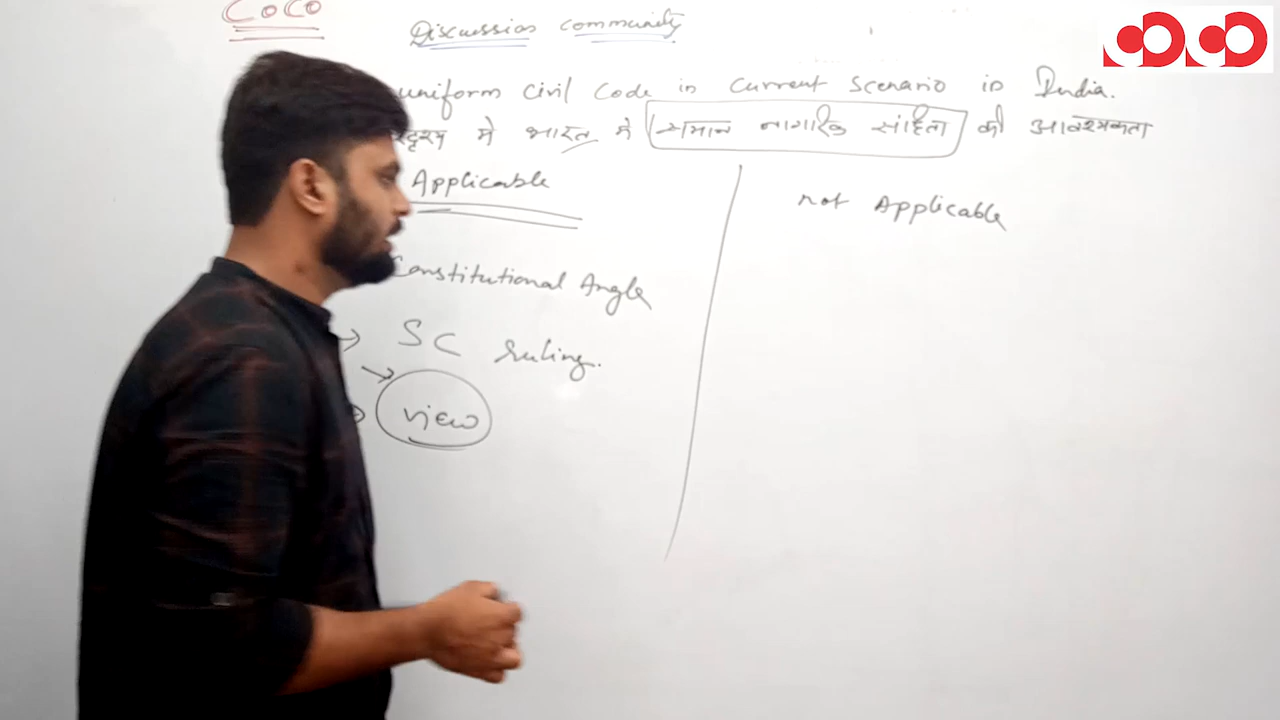 CoCo
Discussion community
uniform Civil Code in Current Scenario in India.
में भारत में समान नागरिक संहिता की आवश्यकता
Applicable
not Applicable
Constitutional Angle
→ SC ruling.
→ view